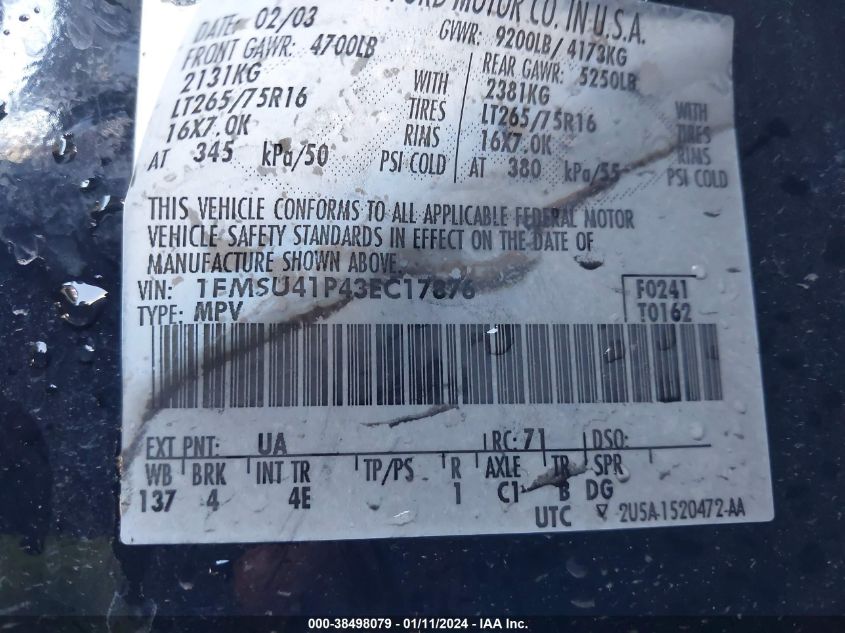 FORD MOTOR CO. IN U.S.A.
DATE: 02/03 GVWR: 9200LB/4173KG
FRONT GAWR: 4700LB REAR GAWR: 5250LB
2131KG WITH 2381KG WITH
LT265/75R16 TIRES LT265/75R16 TIRES
16X7.0K RIMS 16X7.0K RIMS
AT 345 kPa/50 PSI COLD AT 380 kPa/55 PSI COLD
THIS VEHICLE CONFORMS TO ALL APPLICABLE FEDERAL MOTOR
VEHICLE SAFETY STANDARDS IN EFFECT ON THE DATE OF
MANUFACTURE SHOWN ABOVE.
VIN: 1FMSU41P43EC17876 F0241
TYPE: MPV T0162
EXT PNT: UA RC: 71 DSO:
WB BRK INT TR TP/PS R AXLE TR SPR
137 4 4E 1 C1 B DG
UTC 2U5A-1520472-AA
000-38498079 - 01/11/2024 - IAA Inc.